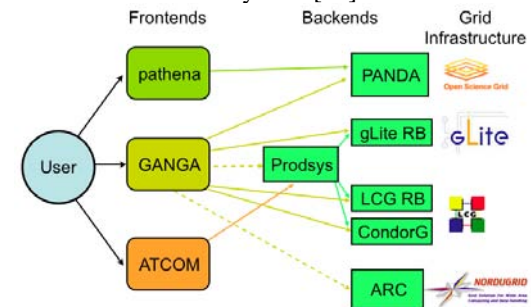 Frontends
Backends
Grid
Infrastructure
pathena
PANDA
Open Science Grid
gLite RB
gLite
User
GANGA
Prodsys
LCG RB
LCG
CondorG
ATCOM
ARC
NORDUGRID